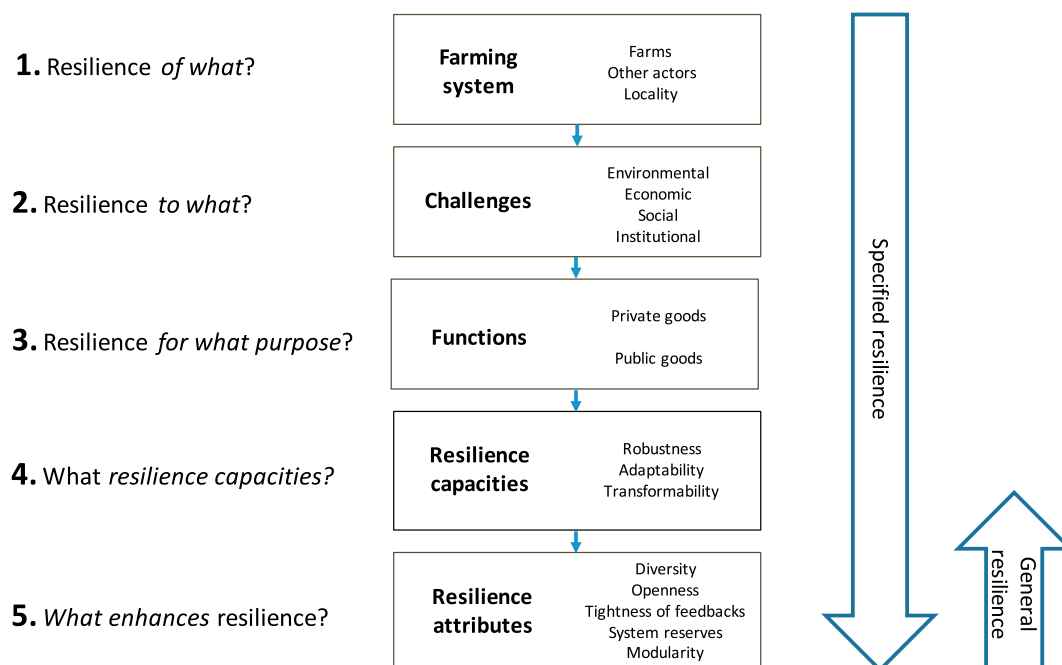 1. Resilience of what?
Farming
system
Farms
Other actors
Locality
2. Resilience to what?
Challenges
Environmental
Economic
Social
Institutional
3. Resilience for what purpose?
Functions
Private goods
Public goods
4. What resilience capacities?
Resilience
capacities
Robustness
Adaptability
Transformability
5. What enhances resilience?
Resilience
attributes
Diversity
Openness
Tightness of feedbacks
System reserves
Modularity
Specified resilience
General
resilience